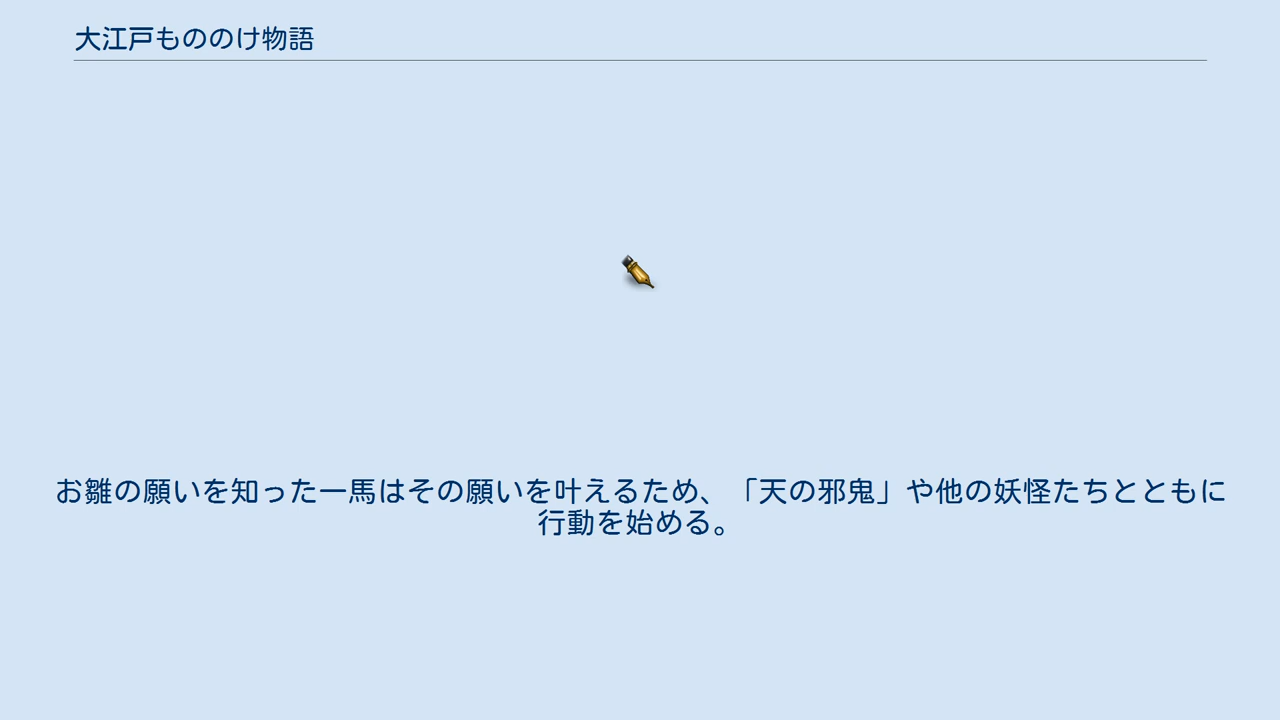 大江戸もののけ物語
お雛の願いを知った一馬はその願いを叶えるため、「天の邪鬼」や他の妖怪たちとともに
行動を始める。